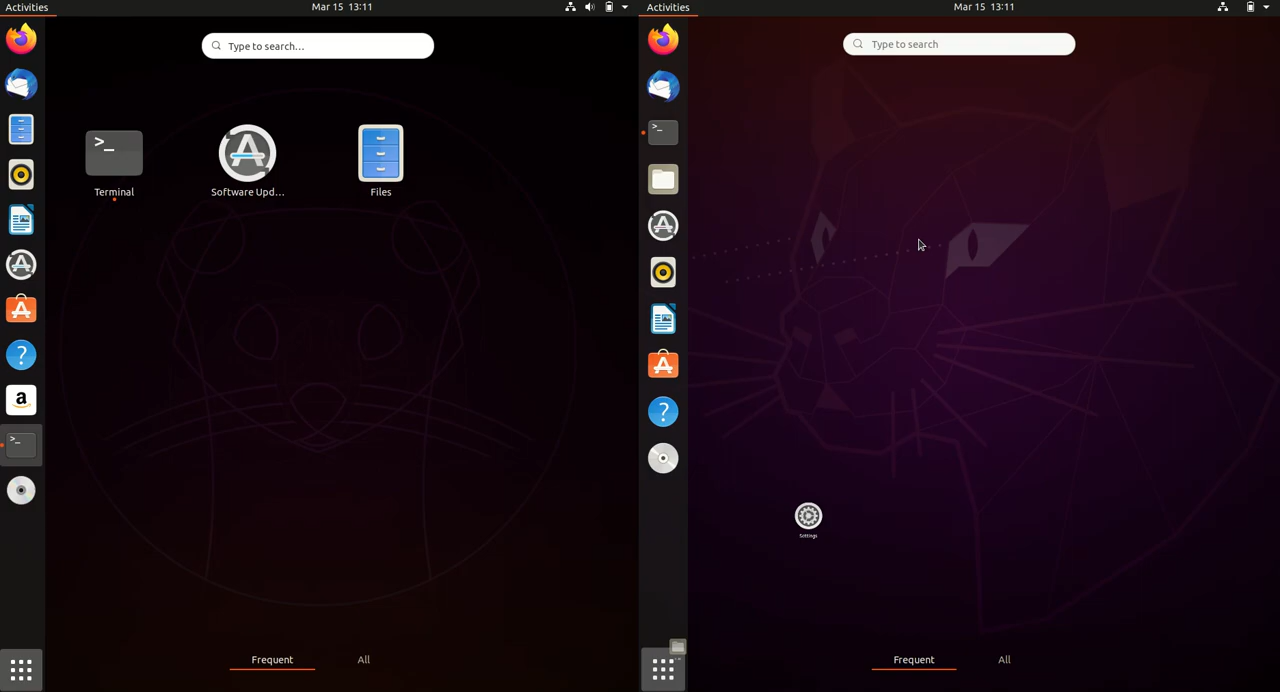 Activities
Mar 15 13:11
Type to search...
>_
Terminal
Software Upd...
Files
a
>_
?
Frequent
All
Activities
Mar 15 13:11
Type to search
>_
?
Settings
Frequent
All